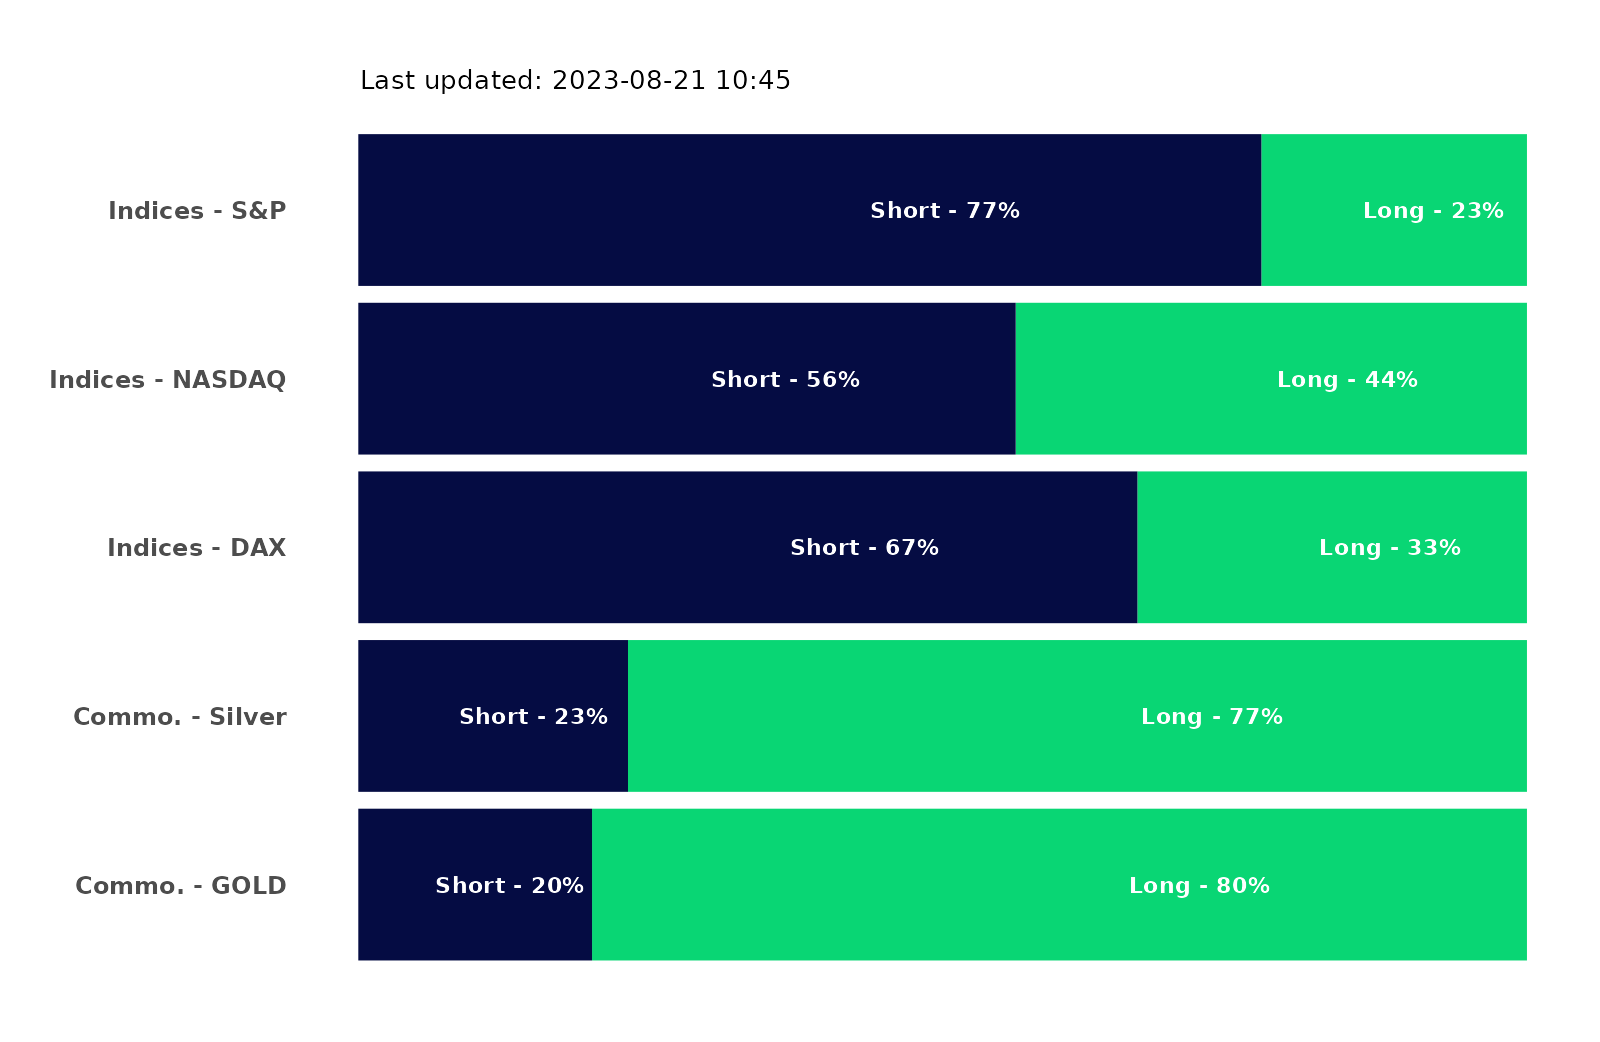 Last updated: 2023-08-21 10:45
Indices - S&P Short - 77% Long - 23%
Indices - NASDAQ Short - 56% Long - 44%
Indices - DAX Short - 67% Long - 33%
Commo. - Silver Short - 23% Long - 77%
Commo. - GOLD Short - 20% Long - 80%